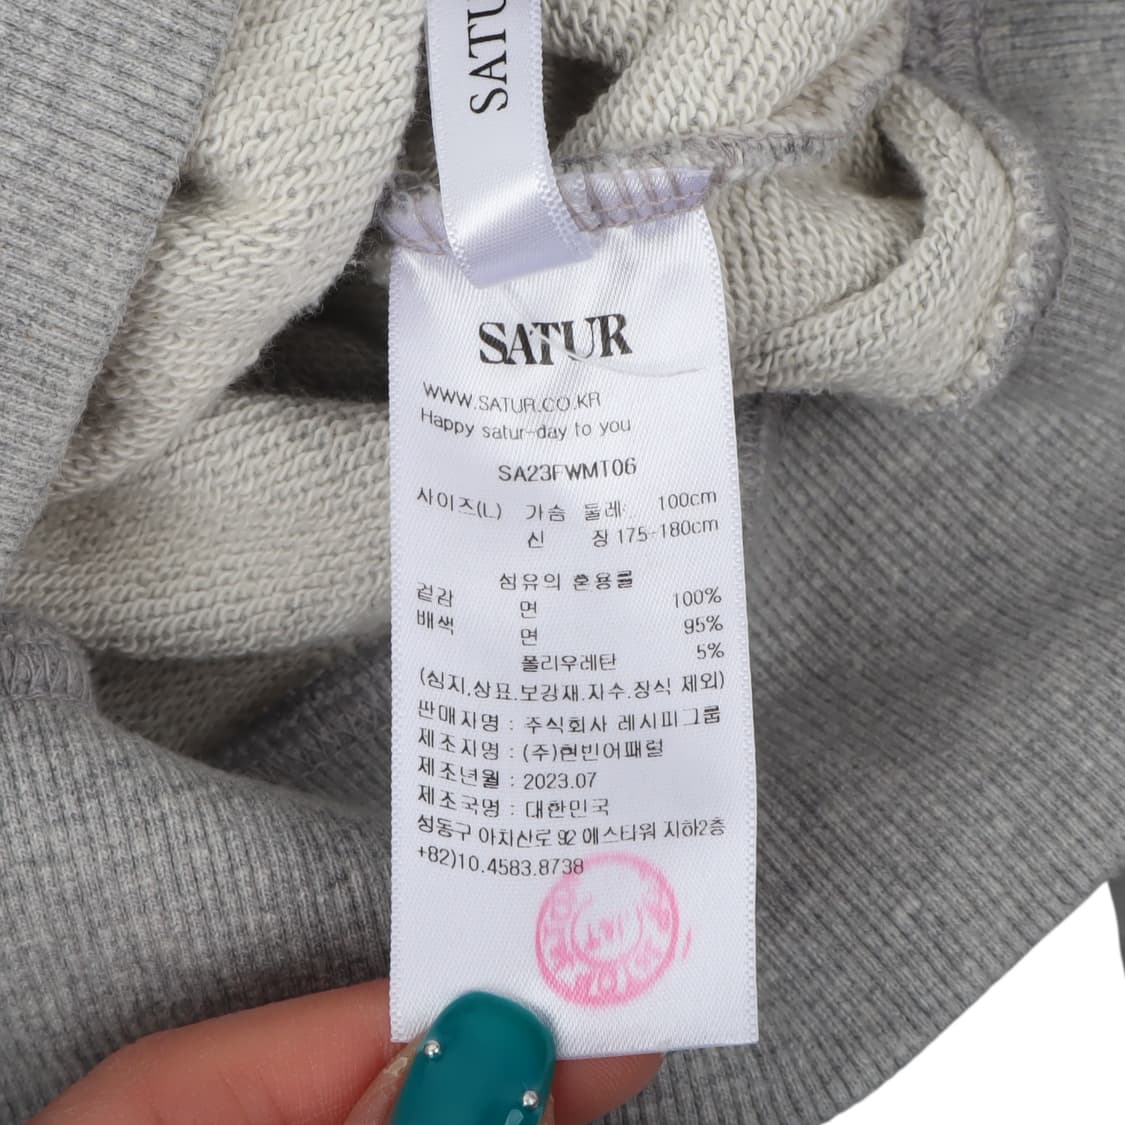 SATU
SATUR
WWW.SATUR.CO.KR
Happy satur-day to you
SA23FWMT06
사이즈(L) 가슴 둘레: 100cm
신 장 175-180cm
섬유의 혼용률
겉감 면 100%
배색 면 95%
폴리우레탄 5%
(심지,상표.보강재.자수.장식 제외)
판매자명 : 주식회사 레시피그룹
제조자명 : (주)현빈어패럴
제조년월 : 2023.07
제조국명 : 대한민국
성동구 아차산로 92 에스타워 지하2층
+82)10.4583.8738